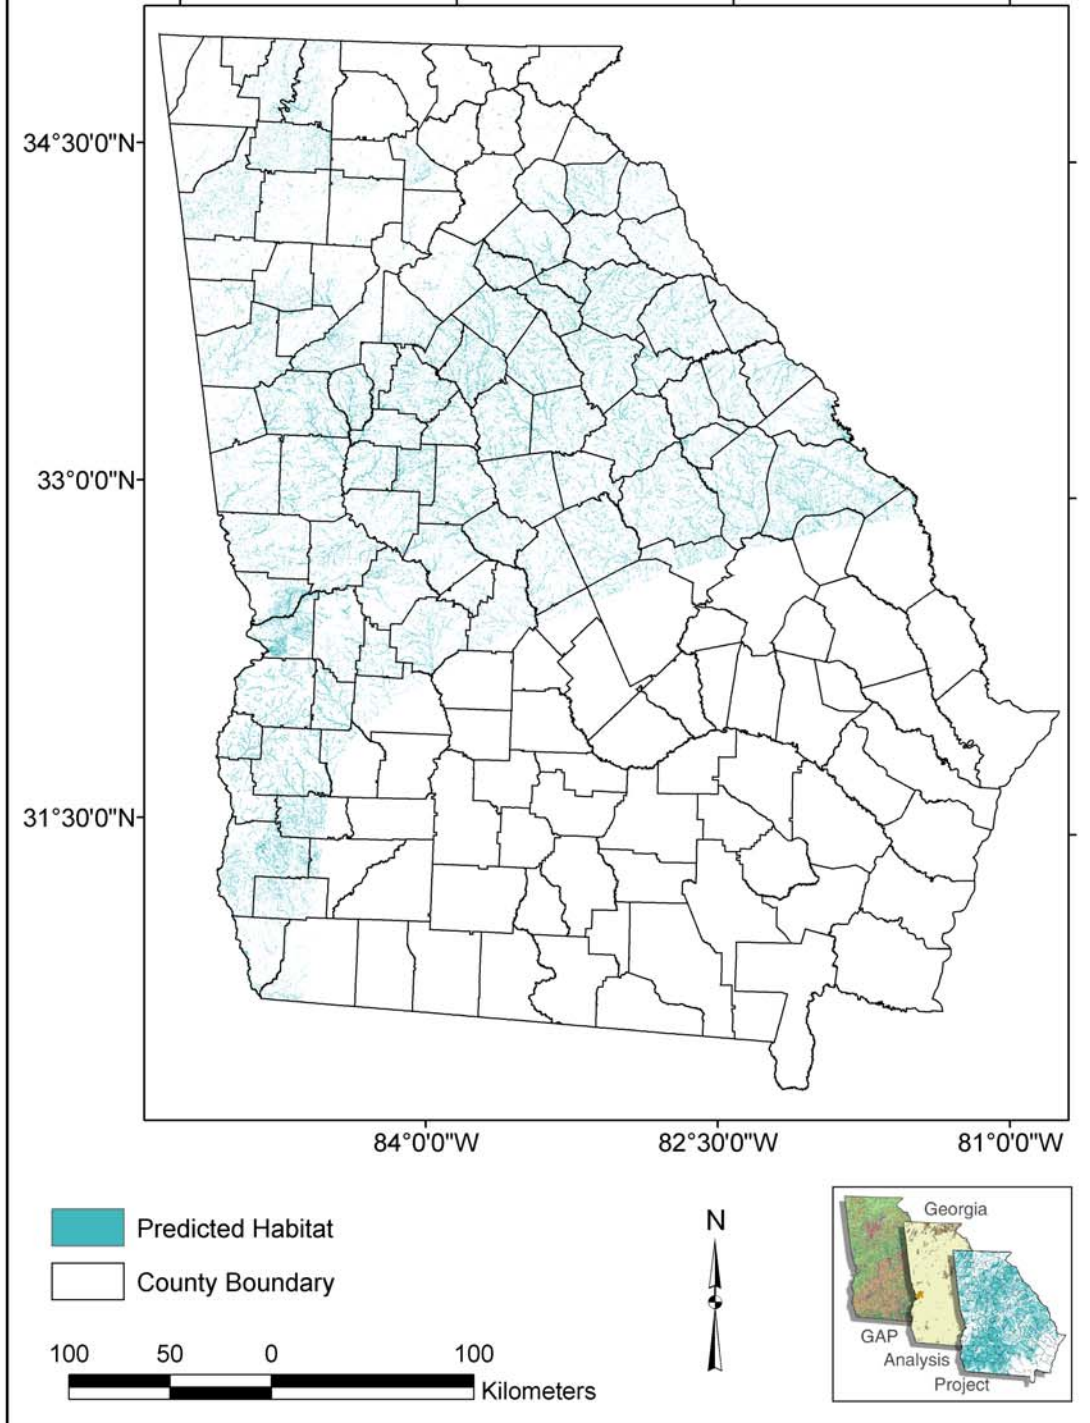 34°30'0"N
33°0'0"N
31°30'0"N
84°0'0"W 82°30'0"W 81°0'0"W
Predicted Habitat
County Boundary
100 50 0 100
Kilometers
N
Georgia
GAP
Analysis
Project